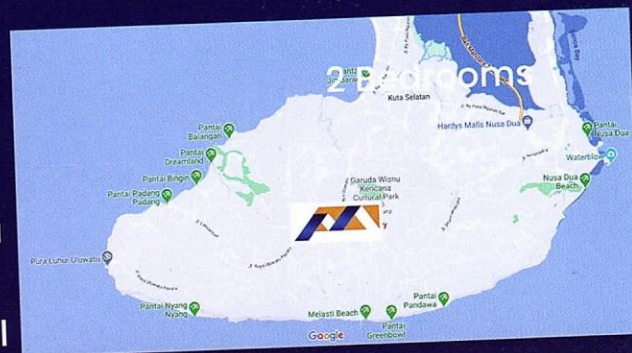 2 Bedrooms
Kuta Selatan
Hardys Malls Nusa Dua
Pantai
Nusa Dua
Waterblow
Nusa Dua
Beach
Pantai
Balangan
Pantai
Dreamland
Pantai Bingin
Pantai Padang
Padang
Garuda Wisnu
Kencana
Cultural Park
y
Pura Luhur Uluwatu
Pantai Nyang
Nyang
Melasti Beach
Pantai
Greenbowl
Pantai
Pandawa
Google